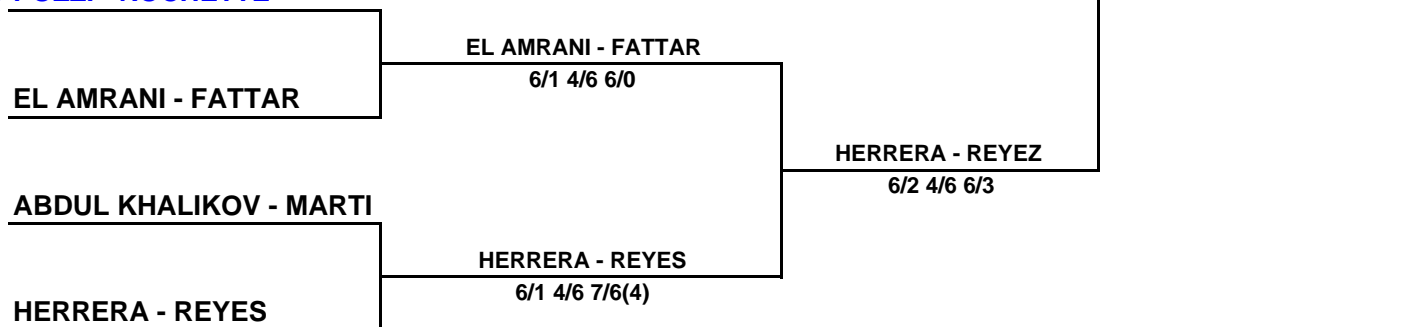 EL AMRANI - FATTAR
6/1 4/6 6/0
EL AMRANI - FATTAR
HERRERA - REYEZ
6/2 4/6 6/3
ABDUL KHALIKOV - MARTI
HERRERA - REYES
6/1 4/6 7/6(4)
HERRERA - REYES